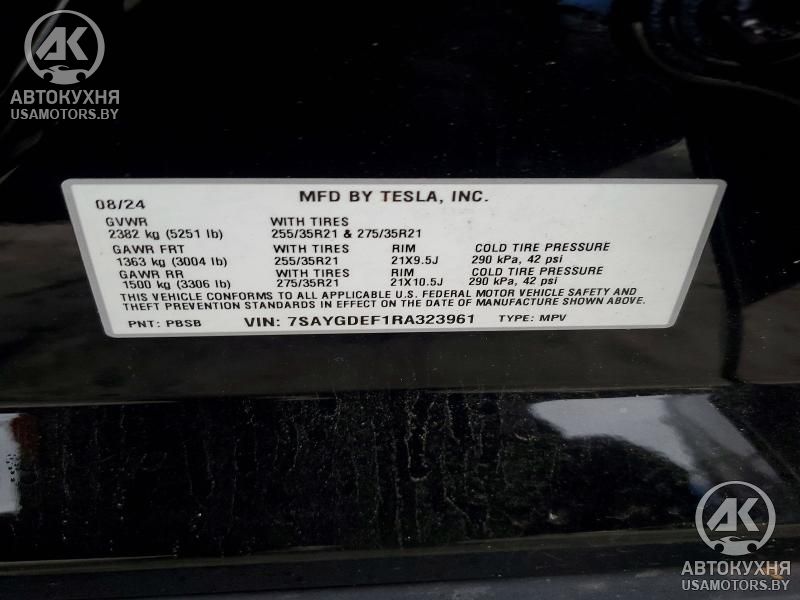 AK
АВТОКУХНЯ
USAMOTORS.BY
08/24 MFD BY TESLA, INC.
GVWR WITH TIRES
2382 kg (5251 lb) 255/35R21 & 275/35R21
GAWR FRT WITH TIRES RIM COLD TIRE PRESSURE
1363 kg (3004 lb) 255/35R21 21X9.5J 290 kPa, 42 psi
GAWR RR WITH TIRES RIM COLD TIRE PRESSURE
1500 kg (3306 lb) 275/35R21 21X10.5J 290 kPa, 42 psi
THIS VEHICLE CONFORMS TO ALL APPLICABLE U.S. FEDERAL MOTOR VEHICLE SAFETY AND
THEFT PREVENTION STANDARDS IN EFFECT ON THE DATE OF MANUFACTURE SHOWN ABOVE.
PNT: PBSB VIN: 7SAYGDEF1RA323961 TYPE: MPV
AK
АВТОКУХНЯ
USAMOTORS.BY